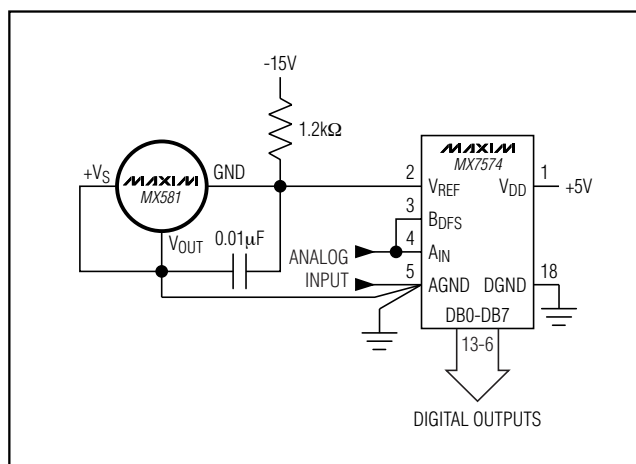 -15V
1.2kΩ
MAXIM
MX7574
+VS
MAXIM
MX581
GND
2
VREF
VDD
1
+5V
3
BDFS
VOUT
0.01µF
ANALOG
INPUT
4
AIN
5
AGND
DGND
18
DB0-DB7
13-6
DIGITAL OUTPUTS